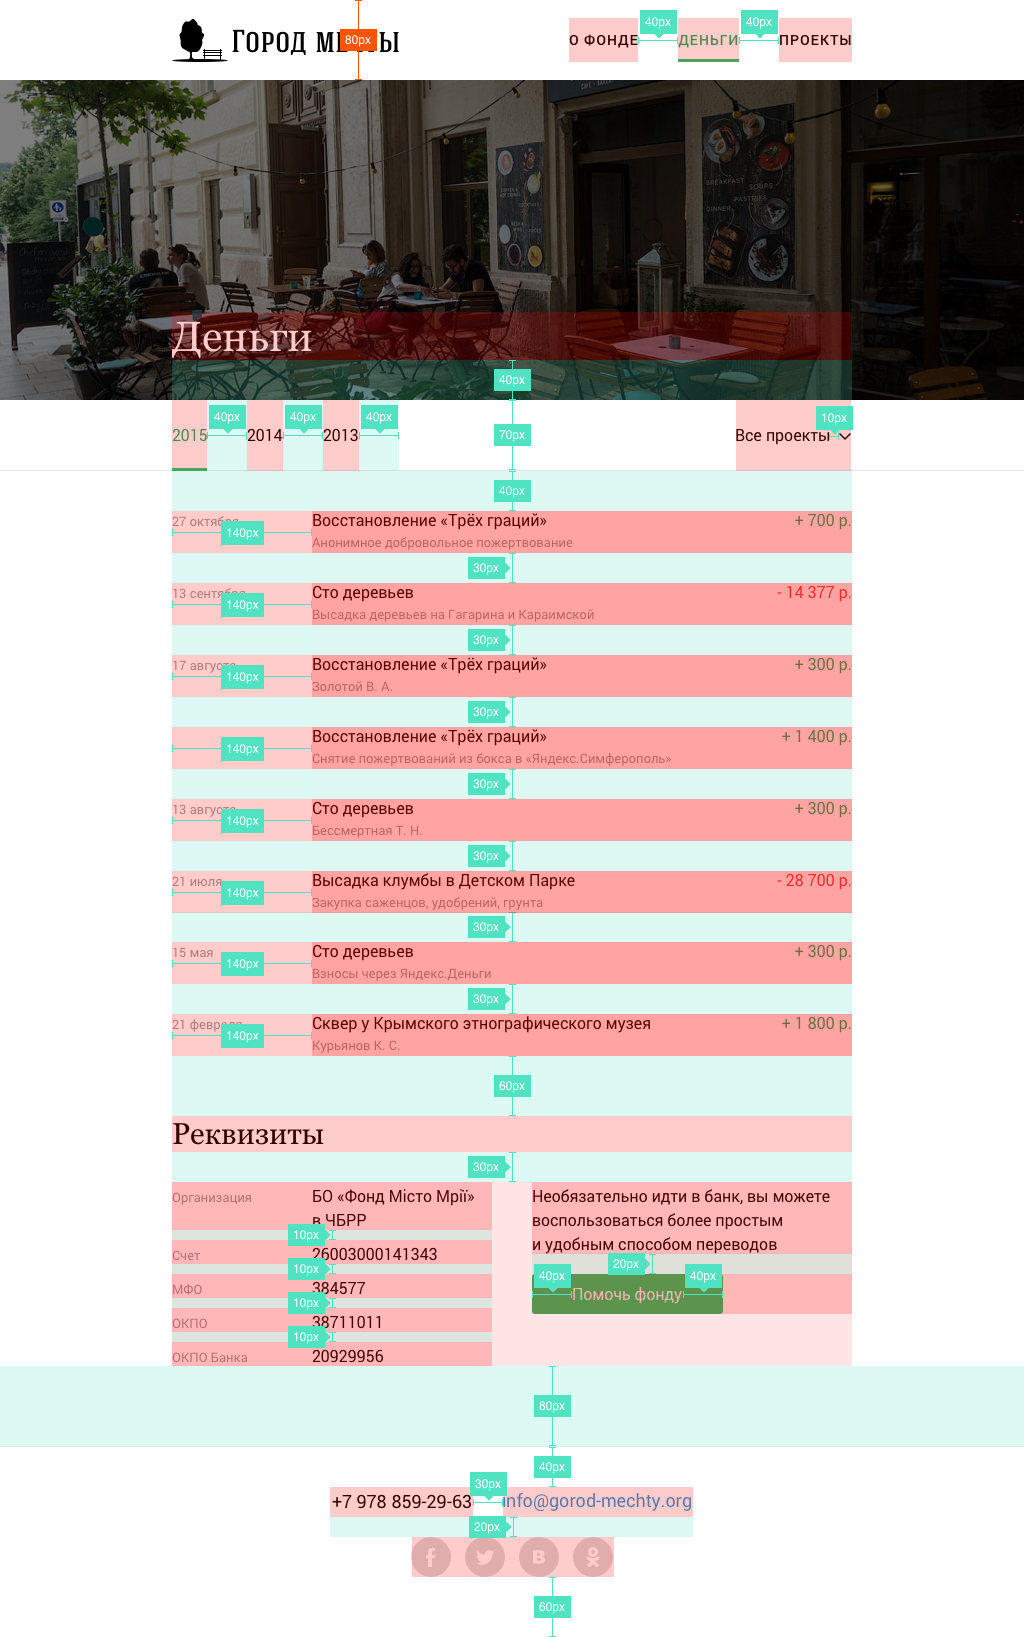 Город мечты
80px
О ФОНДЕ
40px
ДЕНЬГИ
40px
ПРОЕКТЫ
BREAKFAST
SOUPS
PASTRIES
DINNER
Деньги
40px
2015
40px
2014
40px
2013
40px
70px
Все проекты
10px
40px
27 октября
140px
Восстановление «Трёх граций»
+ 700 р.
Анонимное добровольное пожертвование
30px
13 сентября
140px
Сто деревьев
- 14 377 р.
Высадка деревьев на Гагарина и Караимской
30px
17 августа
140px
Восстановление «Трёх граций»
+ 300 р.
Золотой В. А.
30px
140px
Восстановление «Трёх граций»
+ 1 400 р.
Снятие пожертвований из бокса в «Яндекс.Симферополь»
30px
13 августа
140px
Сто деревьев
+ 300 р.
Бессмертная Т. Н.
30px
21 июля
140px
Высадка клумбы в Детском Парке
- 28 700 р.
Закупка саженцов, удобрений, грунта
30px
15 мая
140px
Сто деревьев
+ 300 р.
Взносы через Яндекс.Деньги
30px
21 февраля
140px
Сквер у Крымского этнографического музея
+ 1 800 р.
Курьянов К. С.
60px
Реквизиты
30px
Организация
БО «Фонд Місто Мрії»
в ЧБРР
10px
Счет
26003000141343
10px
МФО
384577
10px
ОКПО
38711011
10px
ОКПО Банка
20929956
Необязательно идти в банк, вы можете
воспользоваться более простым
и удобным способом переводов
20px
40px
Помочь фонду
40px
80px
40px
+7 978 859-29-63
30px
info@gorod-mechty.org
20px
60px